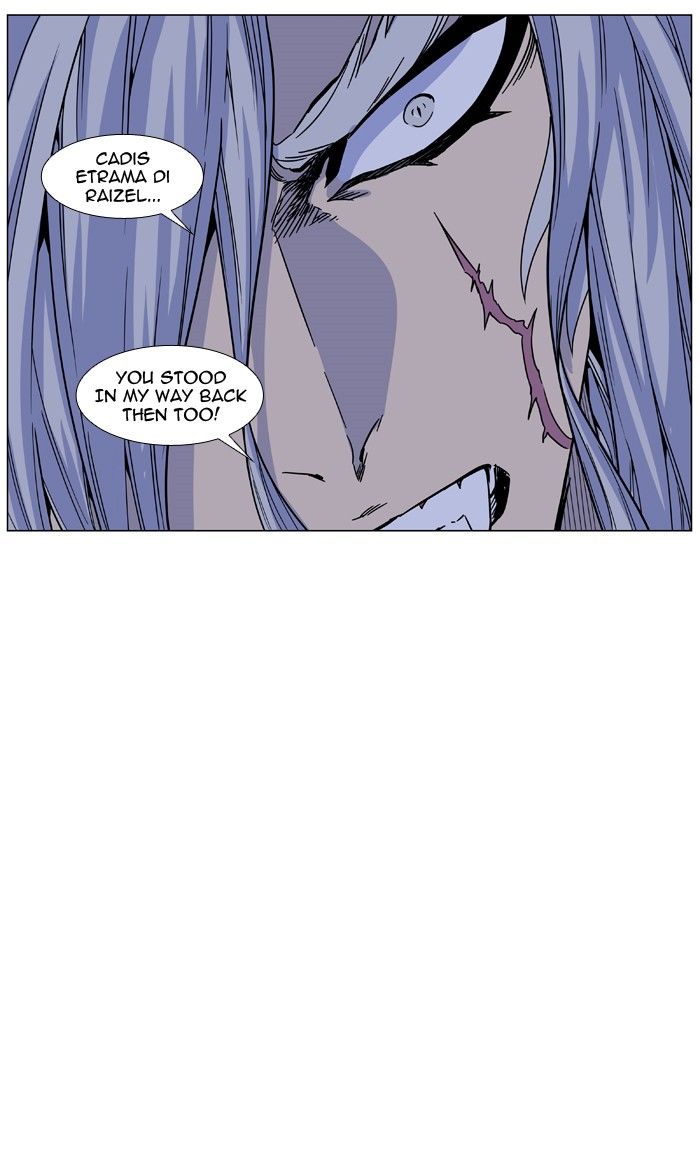 CADIS
ETRAMA DI
RAIZEL...
YOU STOOD
IN MY WAY BACK
THEN TOO!